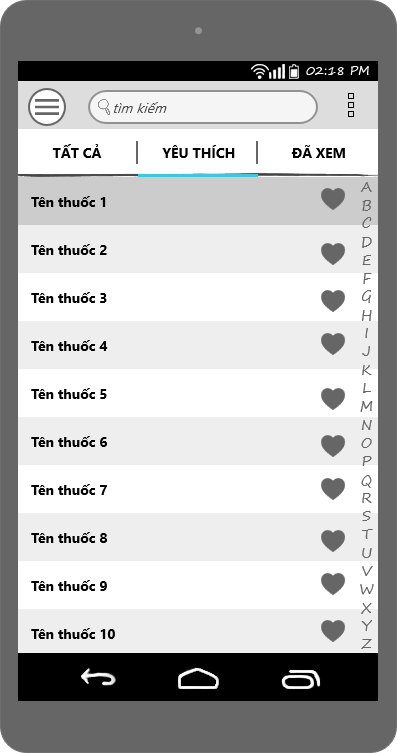 02:18 PM
tìm kiếm
TẤT CẢ YÊU THÍCH ĐÃ XEM
Tên thuốc 1
Tên thuốc 2
Tên thuốc 3
Tên thuốc 4
Tên thuốc 5
Tên thuốc 6
Tên thuốc 7
Tên thuốc 8
Tên thuốc 9
Tên thuốc 10
A
B
C
D
E
F
G
H
I
J
K
L
M
N
O
P
Q
R
S
T
U
V
W
X
Y
Z